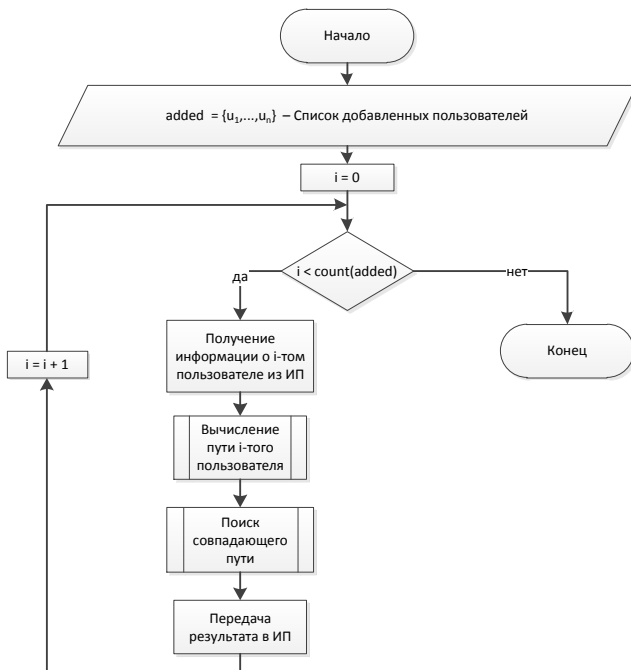 Начало
added = {u₁,...,uₙ} – Список добавленных пользователей
i = 0
i < count(added)
да
нет
Получение
информации о i-том
пользователе из ИП
Конец
i = i + 1
Вычисление
пути i-того
пользователя
Поиск
совпадающего
пути
Передача
результата в ИП